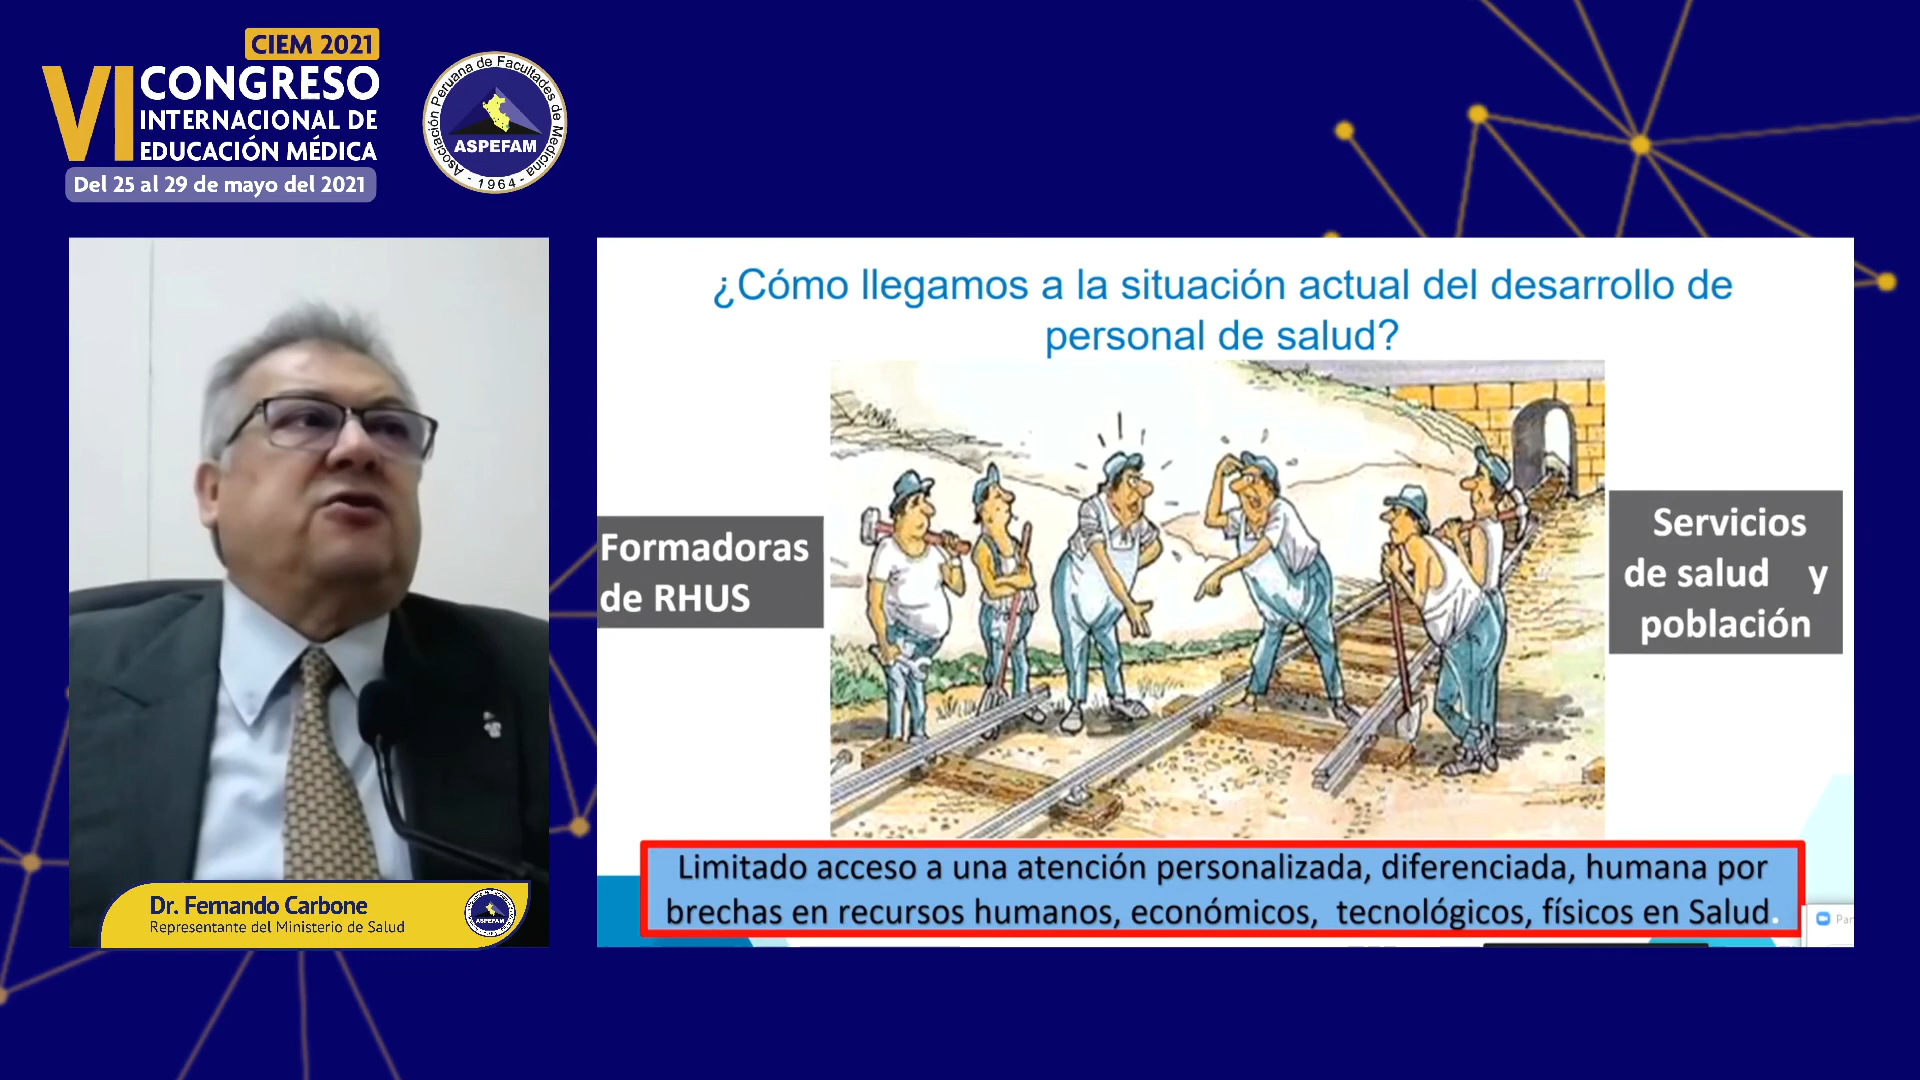 CIEM 2021
VI CONGRESO
INTERNACIONAL DE
EDUCACIÓN MÉDICA
Del 25 al 29 de mayo del 2021
Asociación Peruana de Facultades de Medicina
ASPEFAM
- 1964 -
¿Cómo llegamos a la situación actual del desarrollo de
personal de salud?
Formadoras
de RHUS
Servicios
de salud y
población
Limitado acceso a una atención personalizada, diferenciada, humana por
brechas en recursos humanos, económicos, tecnológicos, físicos en Salud.
Dr. Fernando Carbone
Representante del Ministerio de Salud
ASPEFAM